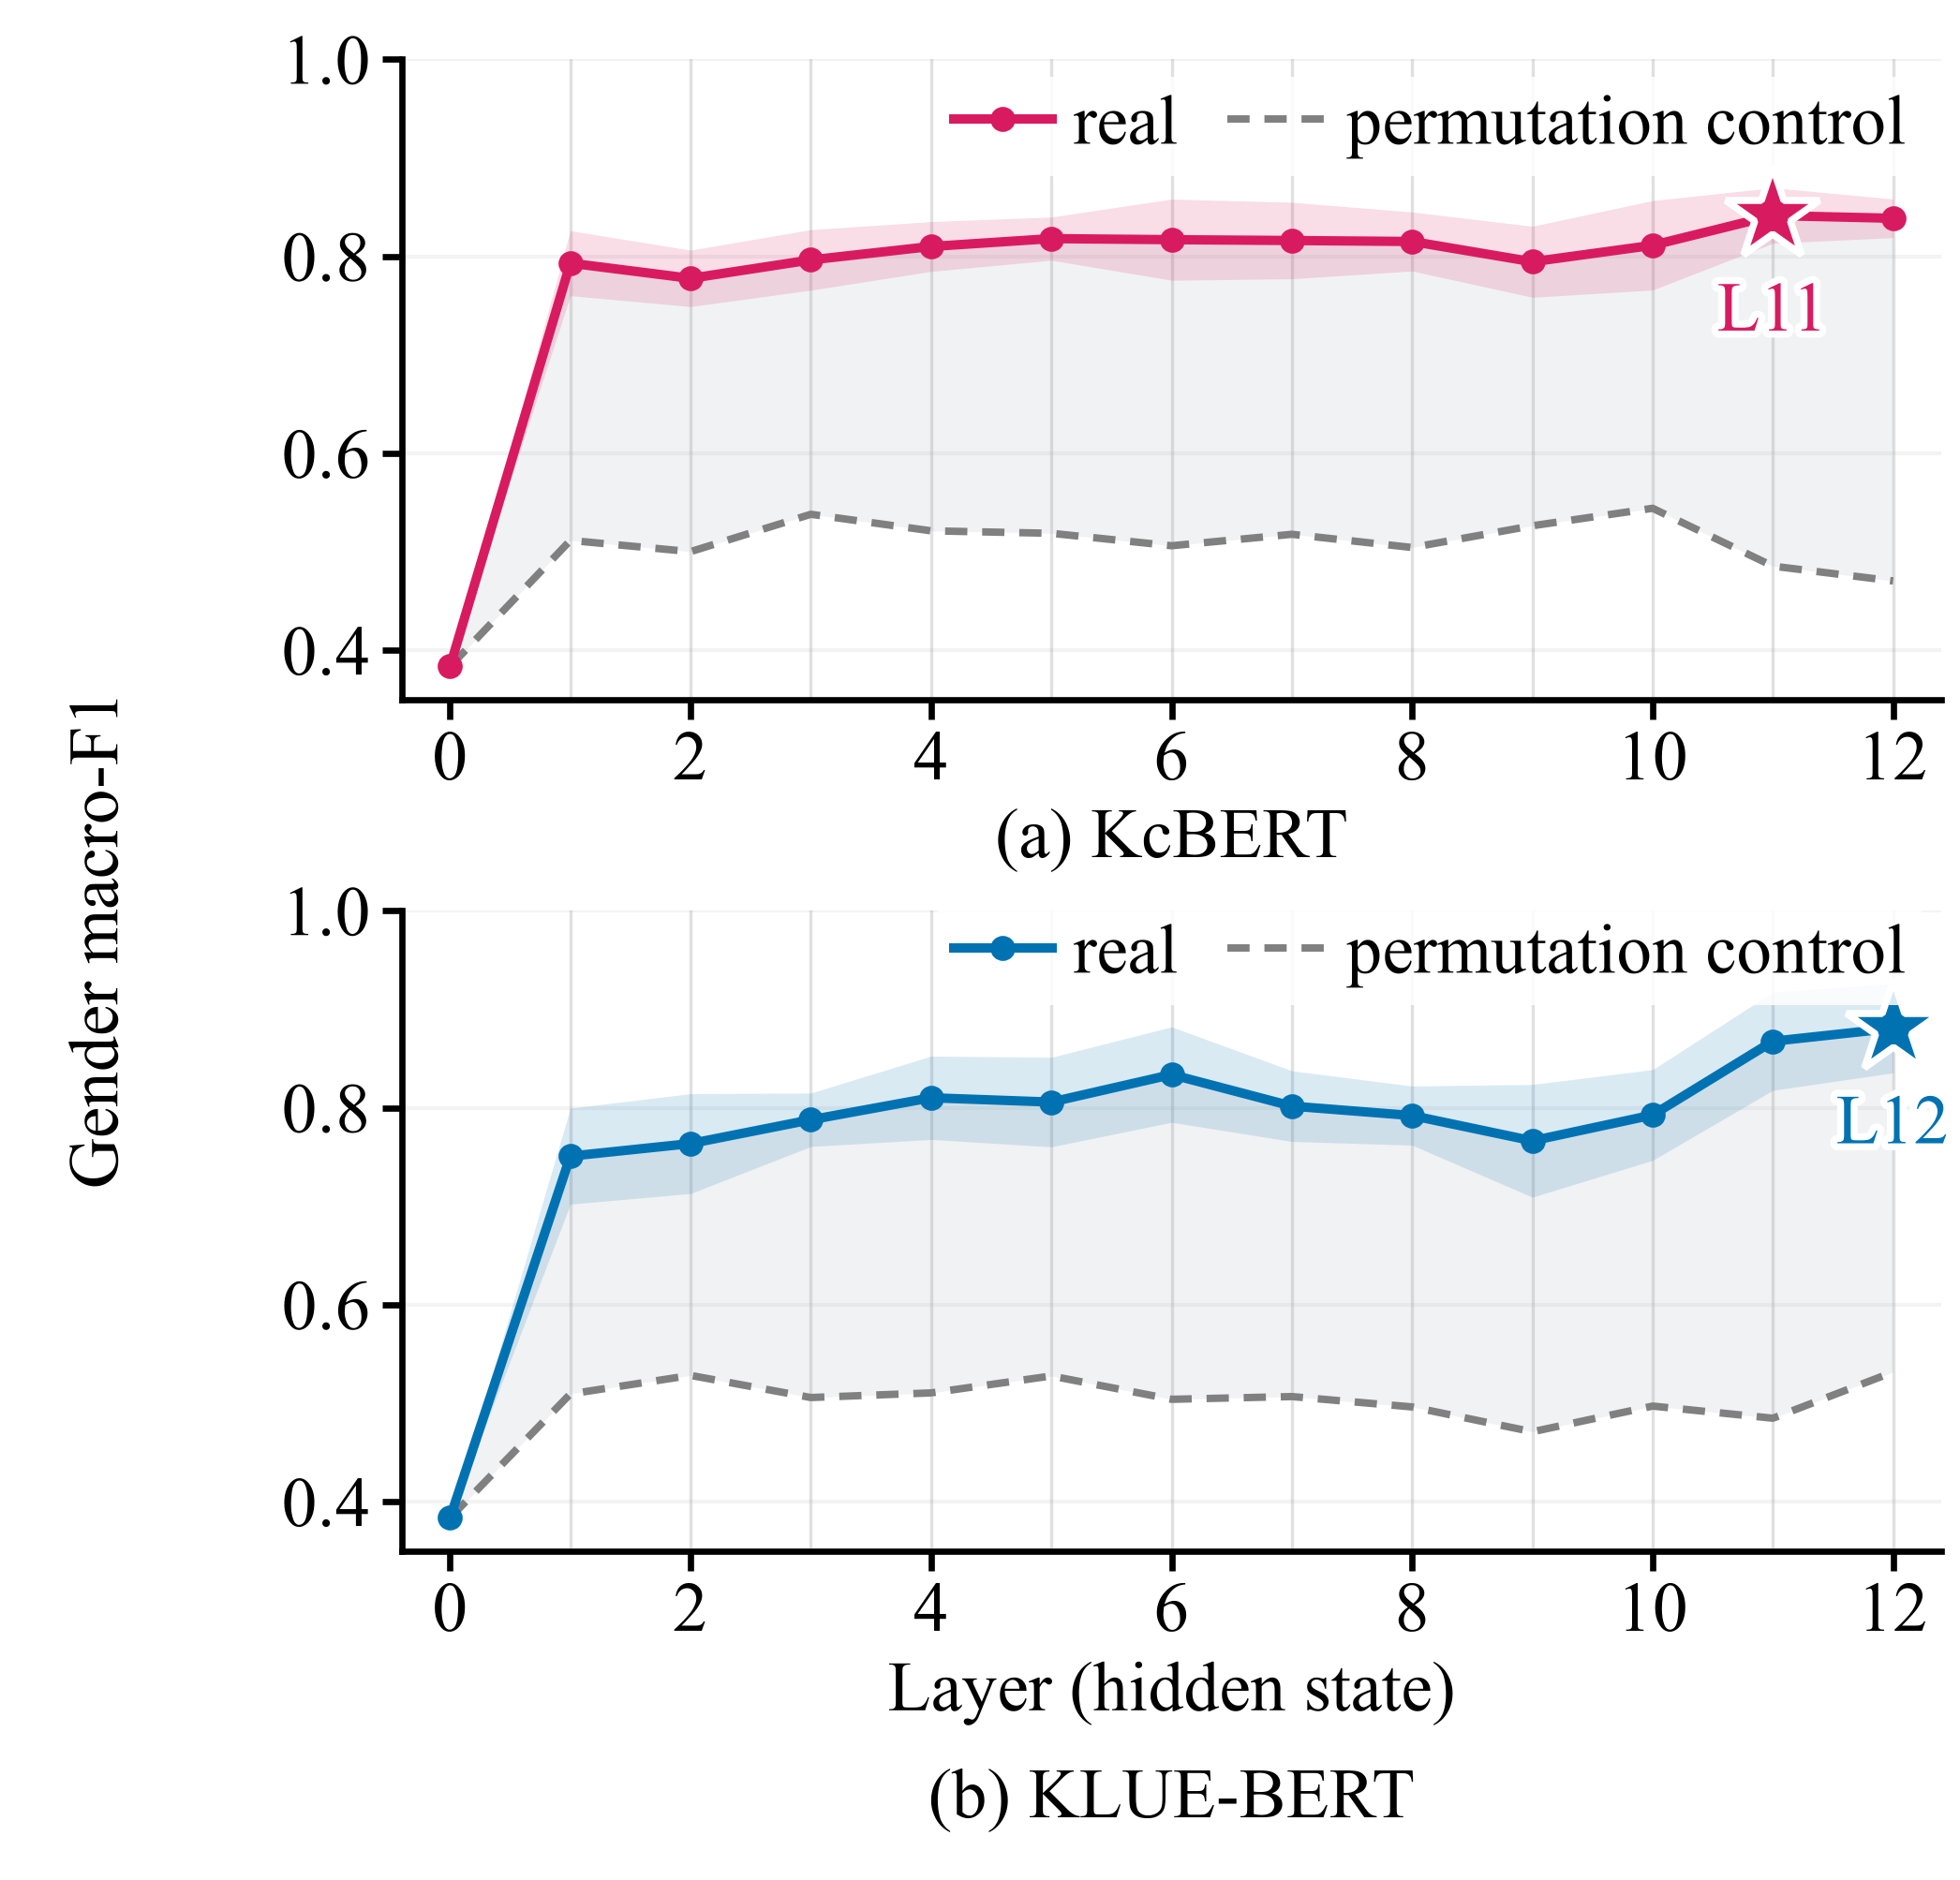 Gender macro-F1
1.0
0.8
0.6
0.4
real
permutation control
L11
0 2 4 6 8 10 12
(a) KcBERT
1.0
0.8
0.6
0.4
real
permutation control
L12
0 2 4 6 8 10 12
Layer (hidden state)
(b) KLUE-BERT